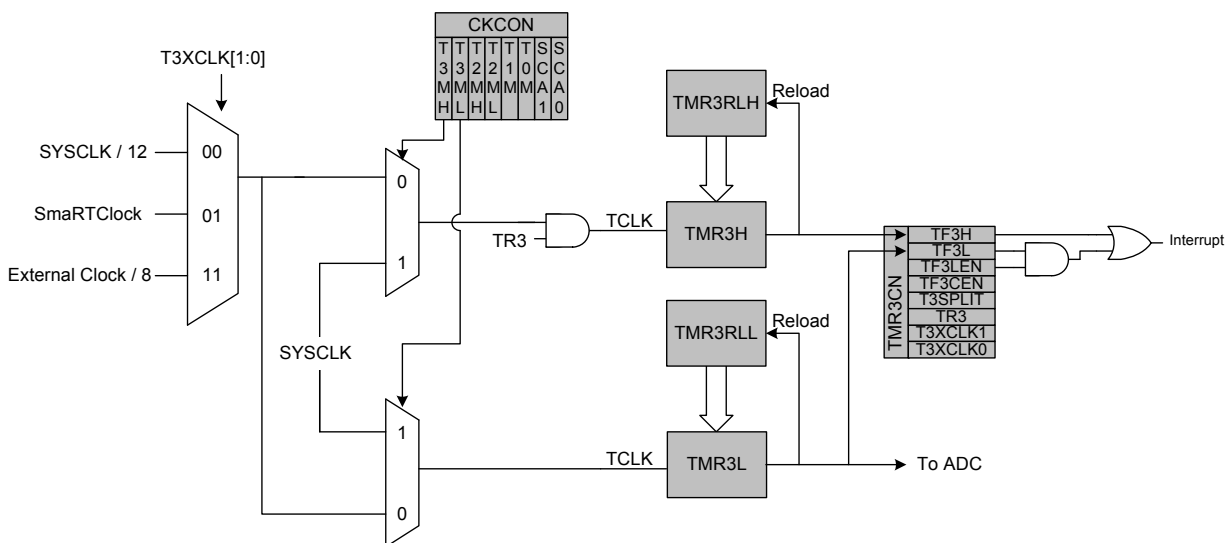 CKCON
T3MH
T3ML
T2MH
T2ML
T1M
T0M
SCA1
SCA0
T3XCLK[1:0]
SYSCLK / 12
00
SmaRTClock
01
External Clock / 8
11
0
1
TR3
TCLK
TMR3RLH
Reload
TMR3H
TMR3CN
TF3H
TF3L
TF3LEN
TF3CEN
T3SPLIT
TR3
T3XCLK1
T3XCLK0
Interrupt
SYSCLK
1
0
TCLK
TMR3RLL
Reload
TMR3L
To ADC